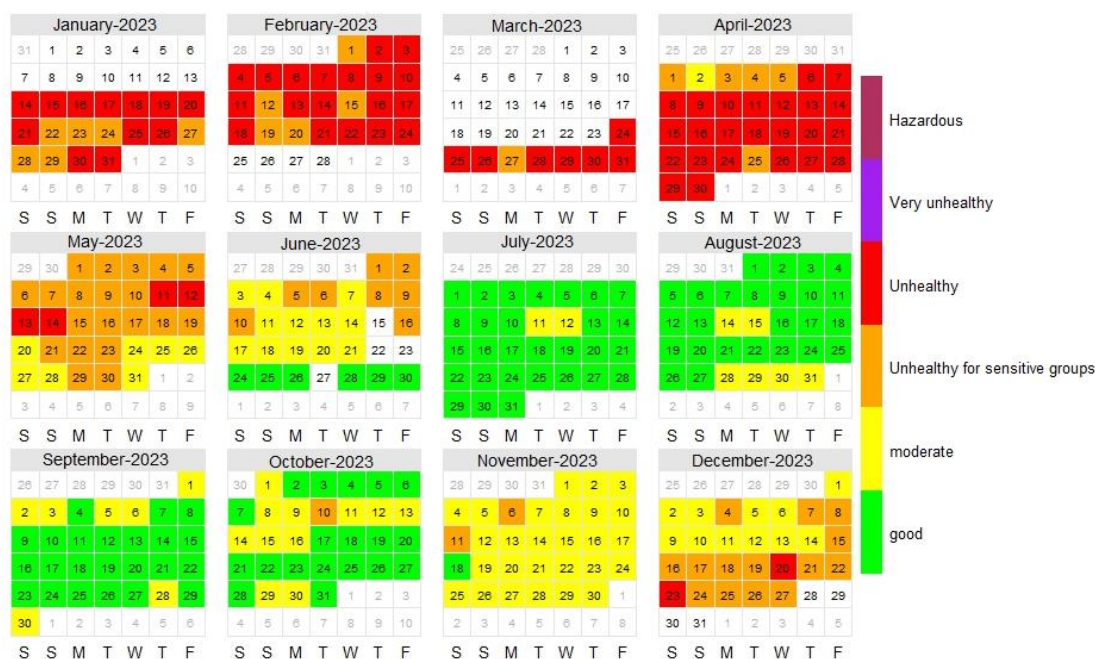 January-2023
31 1 2 3 4 5 6
7 8 9 10 11 12 13
14 15 16 17 18 19 20
21 22 23 24 25 26 27
28 29 30 31 1 2 3
4 5 6 7 8 9 10
S S M T W T F
February-2023
28 29 30 31 1 2 3
4 5 6 7 8 9 10
11 12 13 14 15 16 17
18 19 20 21 22 23 24
25 26 27 28 1 2 3
4 5 6 7 8 9 10
S S M T W T F
March-2023
25 26 27 28 1 2 3
4 5 6 7 8 9 10
11 12 13 14 15 16 17
18 19 20 21 22 23 24
25 26 27 28 29 30 31
1 2 3 4 5 6 7
S S M T W T F
April-2023
25 26 27 28 29 30 31
1 2 3 4 5 6 7
8 9 10 11 12 13 14
15 16 17 18 19 20 21
22 23 24 25 26 27 28
29 30 1 2 3 4 5
S S M T W T F
May-2023
29 30 1 2 3 4 5
6 7 8 9 10 11 12
13 14 15 16 17 18 19
20 21 22 23 24 25 26
27 28 29 30 31 1 2
3 4 5 6 7 8 9
S S M T W T F
June-2023
27 28 29 30 31 1 2
3 4 5 6 7 8 9
10 11 12 13 14 15 16
17 18 19 20 21 22 23
24 25 26 27 28 29 30
1 2 3 4 5 6 7
S S M T W T F
July-2023
24 25 26 27 28 29 30
1 2 3 4 5 6 7
8 9 10 11 12 13 14
15 16 17 18 19 20 21
22 23 24 25 26 27 28
29 30 31 1 2 3 4
S S M T W T F
August-2023
29 30 31 1 2 3 4
5 6 7 8 9 10 11
12 13 14 15 16 17 18
19 20 21 22 23 24 25
26 27 28 29 30 31 1
2 3 4 5 6 7 8
S S M T W T F
September-2023
26 27 28 29 30 31 1
2 3 4 5 6 7 8
9 10 11 12 13 14 15
16 17 18 19 20 21 22
23 24 25 26 27 28 29
30 1 2 3 4 5 6
S S M T W T F
October-2023
30 1 2 3 4 5 6
7 8 9 10 11 12 13
14 15 16 17 18 19 20
21 22 23 24 25 26 27
28 29 30 31 1 2 3
4 5 6 7 8 9 10
S S M T W T F
November-2023
28 29 30 31 1 2 3
4 5 6 7 8 9 10
11 12 13 14 15 16 17
18 19 20 21 22 23 24
25 26 27 28 29 30 1
2 3 4 5 6 7 8
S S M T W T F
December-2023
25 26 27 28 29 30 1
2 3 4 5 6 7 8
9 10 11 12 13 14 15
16 17 18 19 20 21 22
23 24 25 26 27 28 29
30 31 1 2 3 4 5
S S M T W T F
Hazardous
Very unhealthy
Unhealthy
Unhealthy for sensitive groups
moderate
good